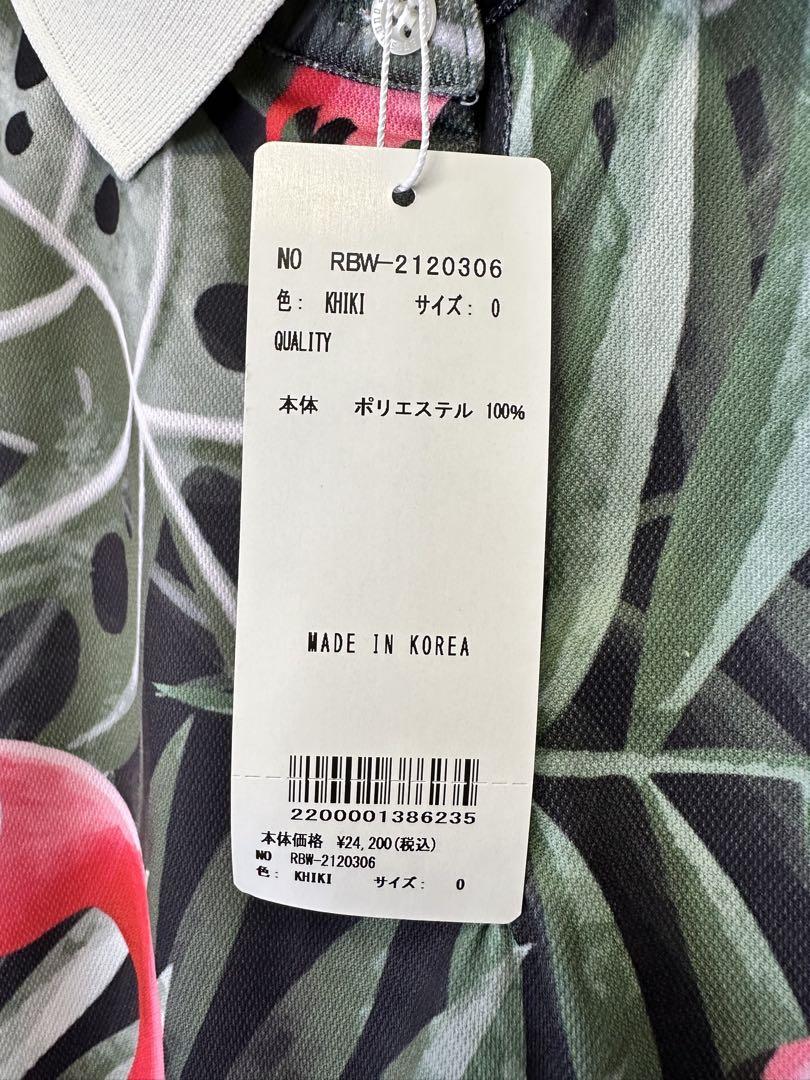 NO RBW-2120306
色: KHIKI サイズ: 0
QUALITY
本体 ポリエステル 100%
MADE IN KOREA
2200001386235
本体価格 ¥24,200(税込)
NO RBW-2120306
色: KHIKI サイズ: 0